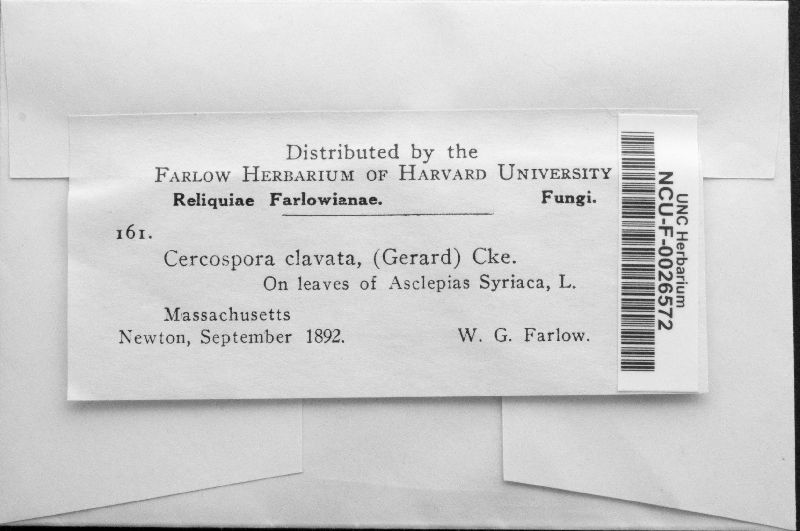 Distributed by the
FARLOW HERBARIUM OF HARVARD UNIVERSITY
Reliquiae Farlowianae. Fungi.
161.
Cercospora clavata, (Gerard) Cke.
On leaves of Asclepias Syriaca, L.
Massachusetts
Newton, September 1892. W. G. Farlow.
UNC Herbarium
NCU-F-0026572